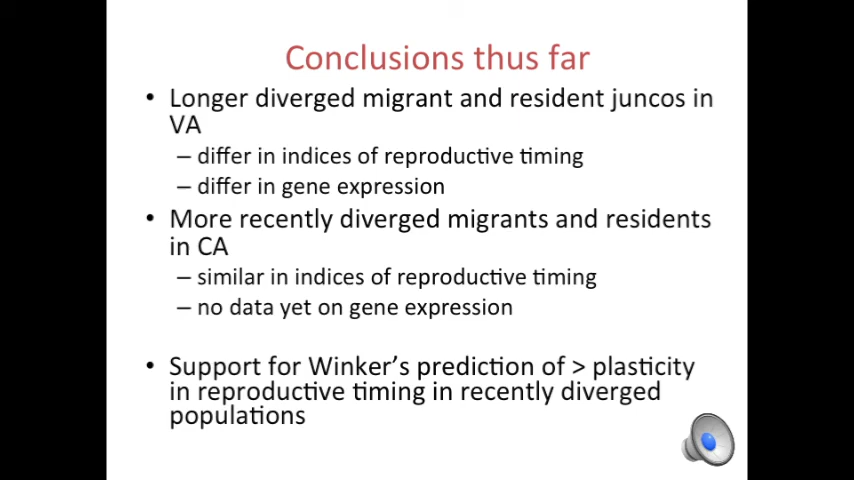 Conclusions thus far
• Longer diverged migrant and resident juncos in
VA
– differ in indices of reproductive timing
– differ in gene expression
• More recently diverged migrants and residents
in CA
– similar in indices of reproductive timing
– no data yet on gene expression
• Support for Winker's prediction of > plasticity
in reproductive timing in recently diverged
populations